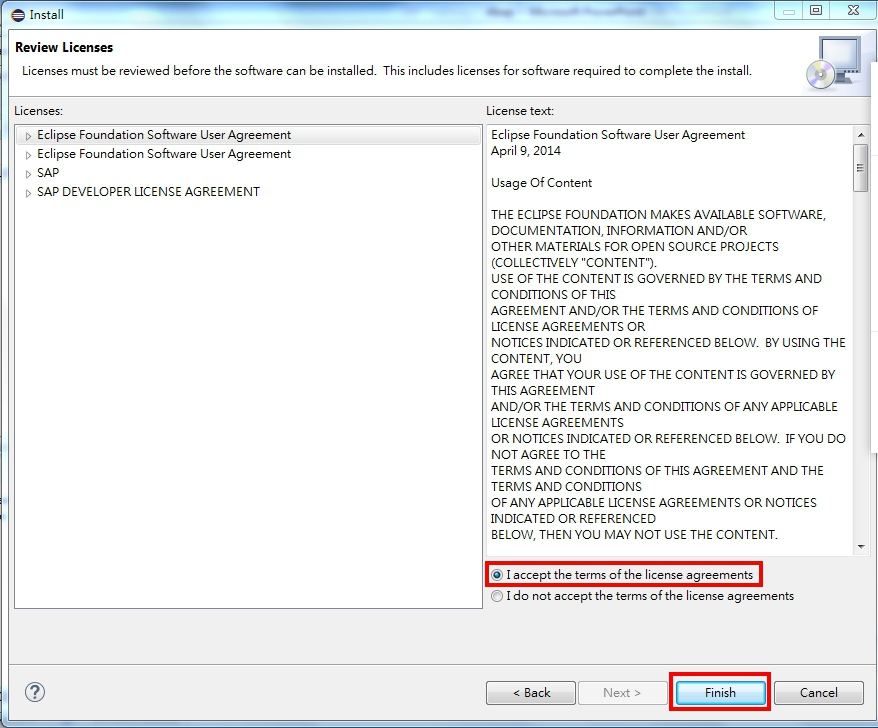 Install
Review Licenses
Licenses must be reviewed before the software can be installed.  This includes licenses for software required to complete the install.
Licenses:
Eclipse Foundation Software User Agreement
Eclipse Foundation Software User Agreement
SAP
SAP DEVELOPER LICENSE AGREEMENT
License text:
Eclipse Foundation Software User Agreement
April 9, 2014
Usage Of Content
THE ECLIPSE FOUNDATION MAKES AVAILABLE SOFTWARE,
DOCUMENTATION, INFORMATION AND/OR
OTHER MATERIALS FOR OPEN SOURCE PROJECTS
(COLLECTIVELY "CONTENT").
USE OF THE CONTENT IS GOVERNED BY THE TERMS AND
CONDITIONS OF THIS
AGREEMENT AND/OR THE TERMS AND CONDITIONS OF
LICENSE AGREEMENTS OR
NOTICES INDICATED OR REFERENCED BELOW.  BY USING THE
CONTENT, YOU
AGREE THAT YOUR USE OF THE CONTENT IS GOVERNED BY
THIS AGREEMENT
AND/OR THE TERMS AND CONDITIONS OF ANY APPLICABLE
LICENSE AGREEMENTS
OR NOTICES INDICATED OR REFERENCED BELOW.  IF YOU DO
NOT AGREE TO THE
TERMS AND CONDITIONS OF THIS AGREEMENT AND THE
TERMS AND CONDITIONS
OF ANY APPLICABLE LICENSE AGREEMENTS OR NOTICES
INDICATED OR REFERENCED
BELOW, THEN YOU MAY NOT USE THE CONTENT.
I accept the terms of the license agreements
I do not accept the terms of the license agreements
?
< Back
Next >
Finish
Cancel